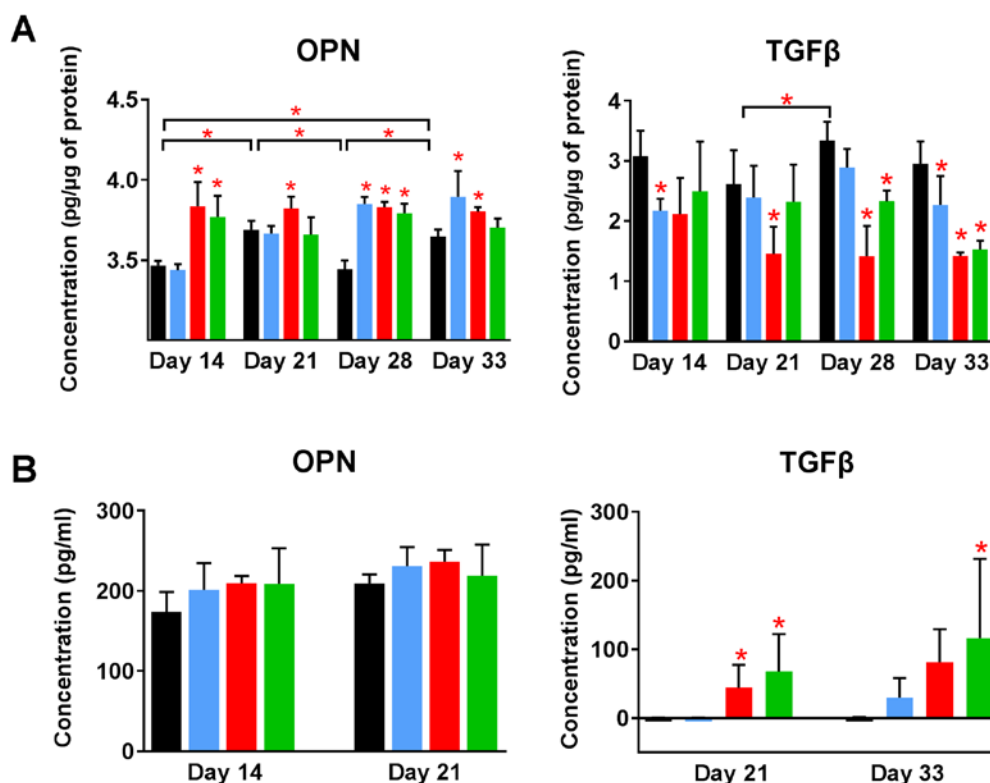 A
OPN
Concentration (pg/µg of protein)
4.5
4.0
3.5
* * * *
* * * * * * * * *
Day 14 Day 21 Day 28 Day 33
TGFβ
Concentration (pg/µg of protein)
4
3
2
1
0
*
* * * * * * *
Day 14 Day 21 Day 28 Day 33
B
OPN
Concentration (pg/ml)
300
200
100
0
Day 14 Day 21
TGFβ
Concentration (pg/ml)
300
200
100
0
* * *
Day 21 Day 33